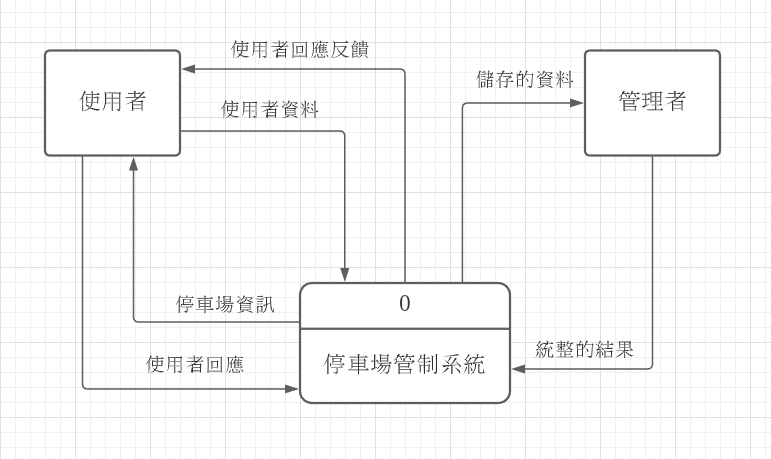 使用者回應反饋
使用者
儲存的資料
管理者
使用者資料
停車場資訊
0
使用者回應
停車場管制系統
統整的結果